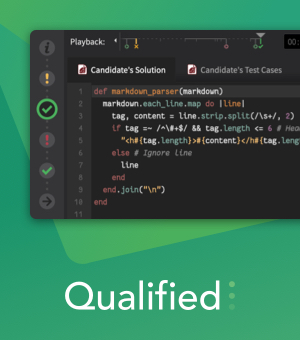 Playback:
00:
Candidate's Solution Candidate's Test Cases
1 def markdown_parser(markdown)
2 markdown.each_line.map do |line|
3 tag, content = line.strip.split(/\s+/, 2)
4 if tag =~ /^\#+$/ && tag.length <= 6 # Head
5 "<h#{tag.length}>#{content}</h#{tag.length
6 else # Ignore line
7 line
8 end
9 end.join("\n")
10 end
11
Qualified